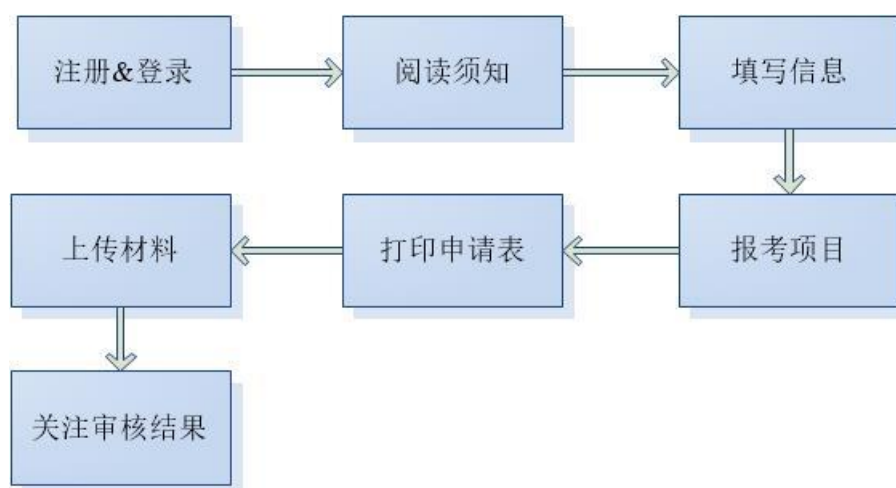 注册&登录
阅读须知
填写信息
报考项目
打印申请表
上传材料
关注审核结果